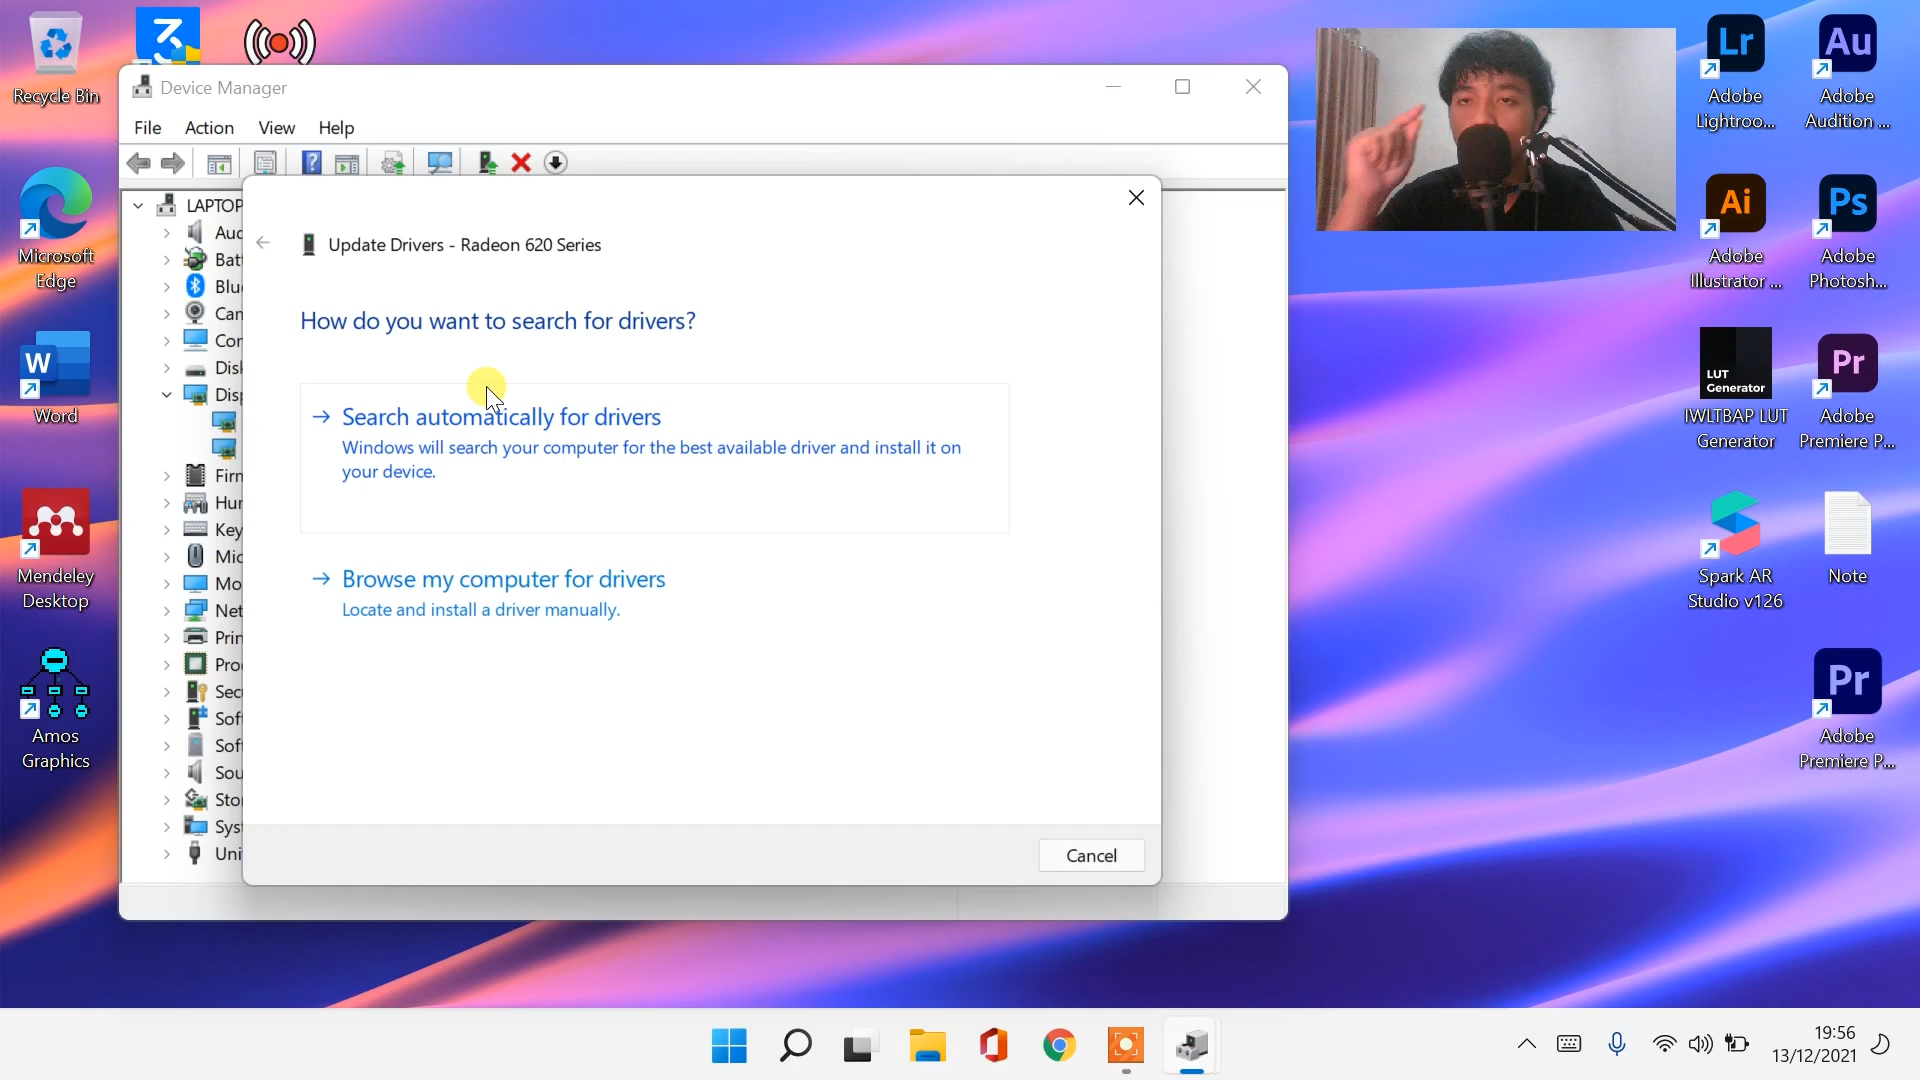 Recycle Bin
Microsoft
Edge
W
Word
Mendeley
Desktop
Amos
Graphics
3
Device Manager
File Action View Help
LAPTOP
Auc
Bat
Blu
Can
Cor
Disk
Disp
Firn
Hur
Key
Mic
Mo
Net
Prin
Pro
Sec
Sof
Sof
Sou
Sto
Syst
Uni
Update Drivers - Radeon 620 Series
How do you want to search for drivers?
Search automatically for drivers
Windows will search your computer for the best available driver and install it on
your device.
Browse my computer for drivers
Locate and install a driver manually.
Cancel
Lr
Adobe
Lightroo...
Au
Adobe
Audition ...
Ai
Adobe
Illustrator ...
Ps
Adobe
Photosh...
LUT
Generator
IWLTBAP LUT
Generator
Pr
Adobe
Premiere P...
Spark AR
Studio v126
Note
Pr
Adobe
Premiere P...
19:56
13/12/2021